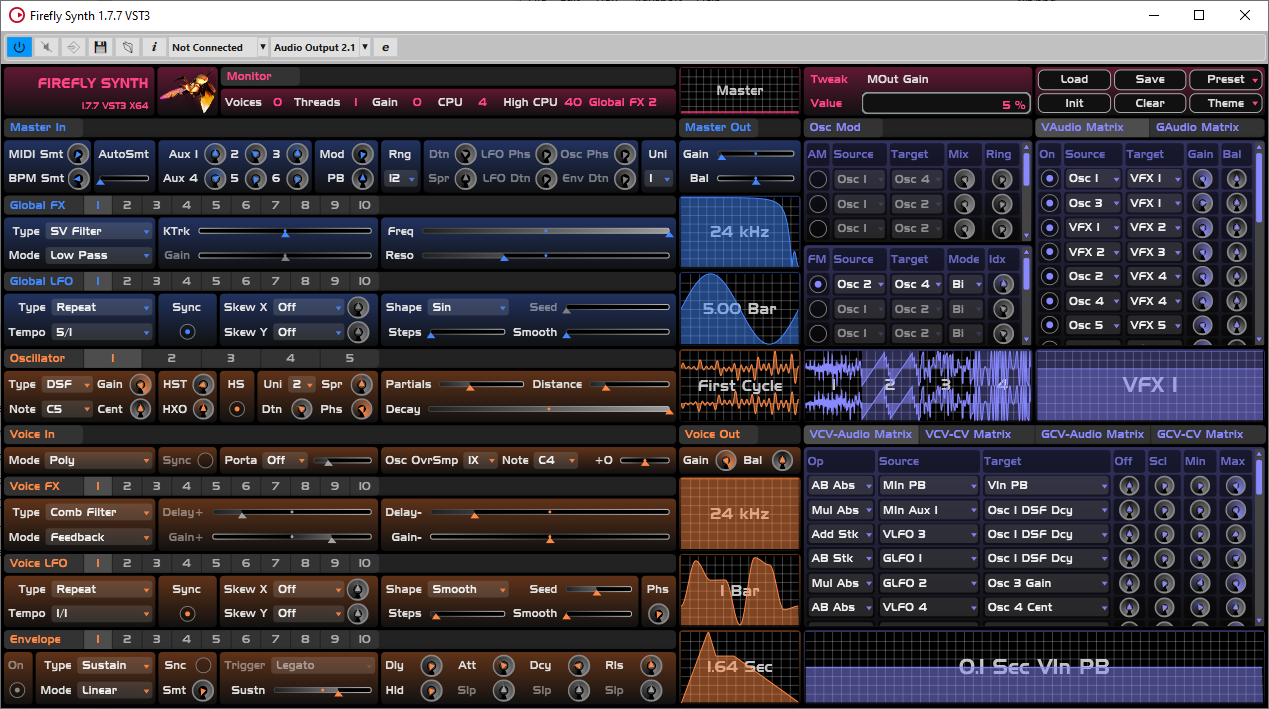 Firefly Synth 1.7.7 VST3
i Not Connected Audio Output 2.1 e
FIREFLY SYNTH
1.7.7 VST3 X64
Monitor
Voices 0 Threads 1 Gain 0 CPU 4 High CPU 40 Global FX 2
Master
Tweak MOut Gain
Value 5 %
Load Save Preset
Init Clear Theme
Master In
MIDI Smt AutoSmt Aux 1 2 3 Mod Rng Dtn LFO Phs Osc Phs Uni
BPM Smt Aux 4 5 6 PB 12 Spr LFO Dtn Env Dtn 1
Master Out
Gain
Bal
Global FX 1 2 3 4 5 6 7 8 9 10
Type SV Filter KTrk Freq
Mode Low Pass Gain Reso
24 kHz
Global LFO 1 2 3 4 5 6 7 8 9 10
Type Repeat Sync Skew X Off Shape Sin Seed
Tempo 5/1 Skew Y Off Steps Smooth
5.00 Bar
Oscillator 1 2 3 4 5
Type DSF Gain HST HS Uni 2 Spr Partials Distance
Note C5 Cent HXO Dtn Phs Decay
First Cycle
Voice In
Mode Poly Sync Porta Off Osc OvrSmp 1X Note C4 +0
Voice Out
Gain Bal
Voice FX 1 2 3 4 5 6 7 8 9 10
Type Comb Filter Delay+ Delay-
Mode Feedback Gain+ Gain-
24 kHz
Voice LFO 1 2 3 4 5 6 7 8 9 10
Type Repeat Sync Skew X Off Shape Smooth Seed Phs
Tempo 1/1 Skew Y Off Steps Smooth
1 Bar
Envelope 1 2 3 4 5 6 7 8 9 10
On Type Sustain Snc Trigger Legato Dly Att Dcy Rls
Mode Linear Smt Sustn Hld Slp Slp Slp
1.64 Sec
Osc Mod
AM Source Target Mix Ring
Osc 1 Osc 4
Osc 1 Osc 2
Osc 1 Osc 2
FM Source Target Mode Idx
Osc 2 Osc 4 Bi
Osc 1 Osc 2 Bi
Osc 1 Osc 2 Bi
1 2 3 4
VAudio Matrix GAudio Matrix
On Source Target Gain Bal
Osc 1 VFX 1
Osc 3 VFX 1
VFX 1 VFX 2
VFX 2 VFX 3
Osc 2 VFX 4
Osc 4 VFX 4
Osc 5 VFX 5
VFX 1
VCV-Audio Matrix VCV-CV Matrix GCV-Audio Matrix GCV-CV Matrix
Op Source Target Off Scl Min Max
AB Abs MIn PB VIn PB
Mul Abs MIn Aux 1 Osc 1 DSF Dcy
Add Stk VLFO 3 Osc 1 DSF Dcy
AB Stk GLFO 1 Osc 1 DSF Dcy
Mul Abs GLFO 2 Osc 3 Gain
AB Abs VLFO 4 Osc 4 Cent
0.1 Sec VIn PB